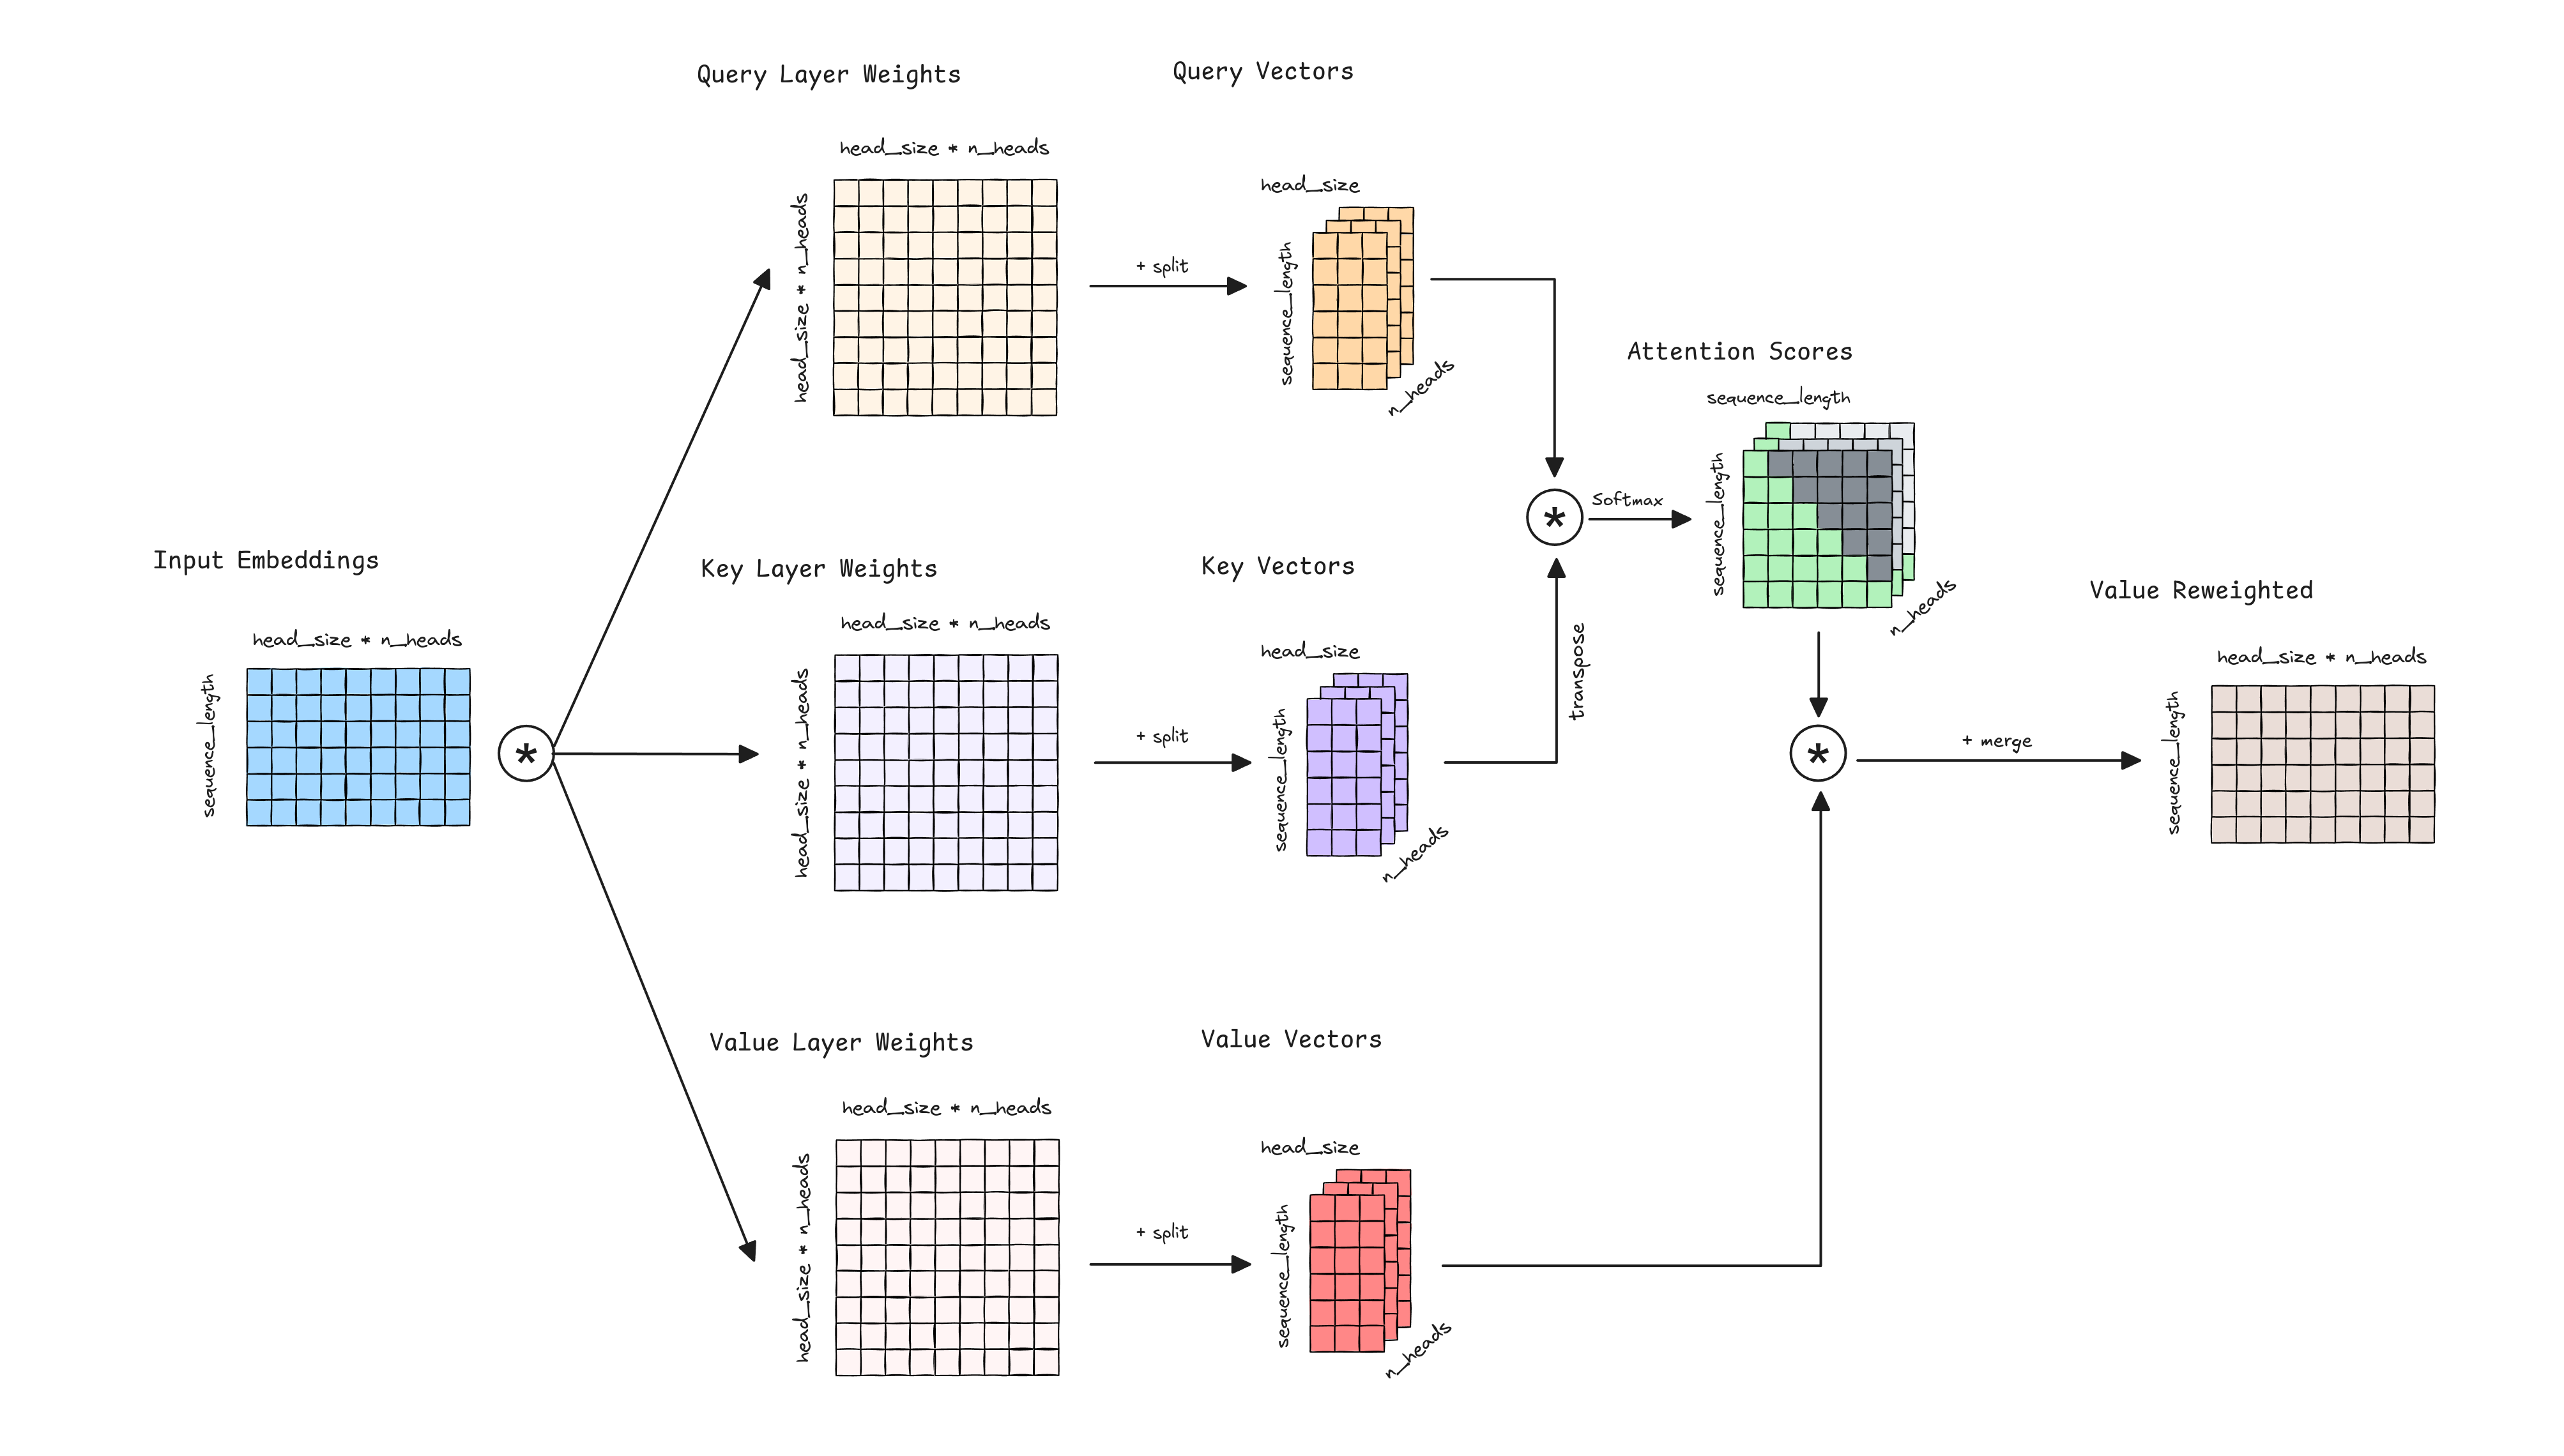 Query Layer Weights
Query Vectors
head_size * n_heads
head_size * n_heads
+ split
head_size
sequence_length
n_heads
Attention Scores
sequence_length
sequence_length
n_heads
*
Softmax
Input Embeddings
head_size * n_heads
sequence_length
*
Key Layer Weights
head_size * n_heads
head_size * n_heads
+ split
Key Vectors
head_size
sequence_length
n_heads
transpose
*
+ merge
Value Reweighted
head_size * n_heads
sequence_length
Value Layer Weights
head_size * n_heads
head_size * n_heads
+ split
Value Vectors
head_size
sequence_length
n_heads